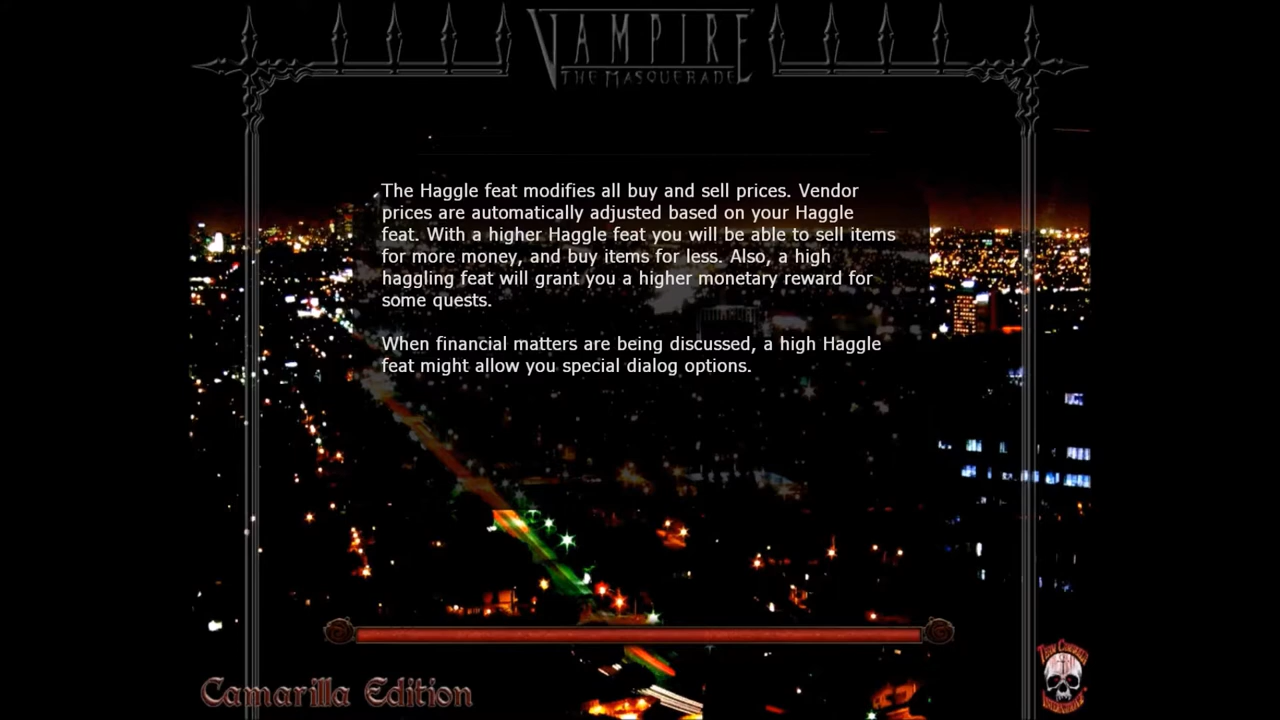 VAMPIRE
THE MASQUERADE
The Haggle feat modifies all buy and sell prices. Vendor
prices are automatically adjusted based on your Haggle
feat. With a higher Haggle feat you will be able to sell items
for more money, and buy items for less. Also, a high
haggling feat will grant you a higher monetary reward for
some quests.
When financial matters are being discussed, a high Haggle
feat might allow you special dialog options.
Camarilla Edition
Team Camarilla